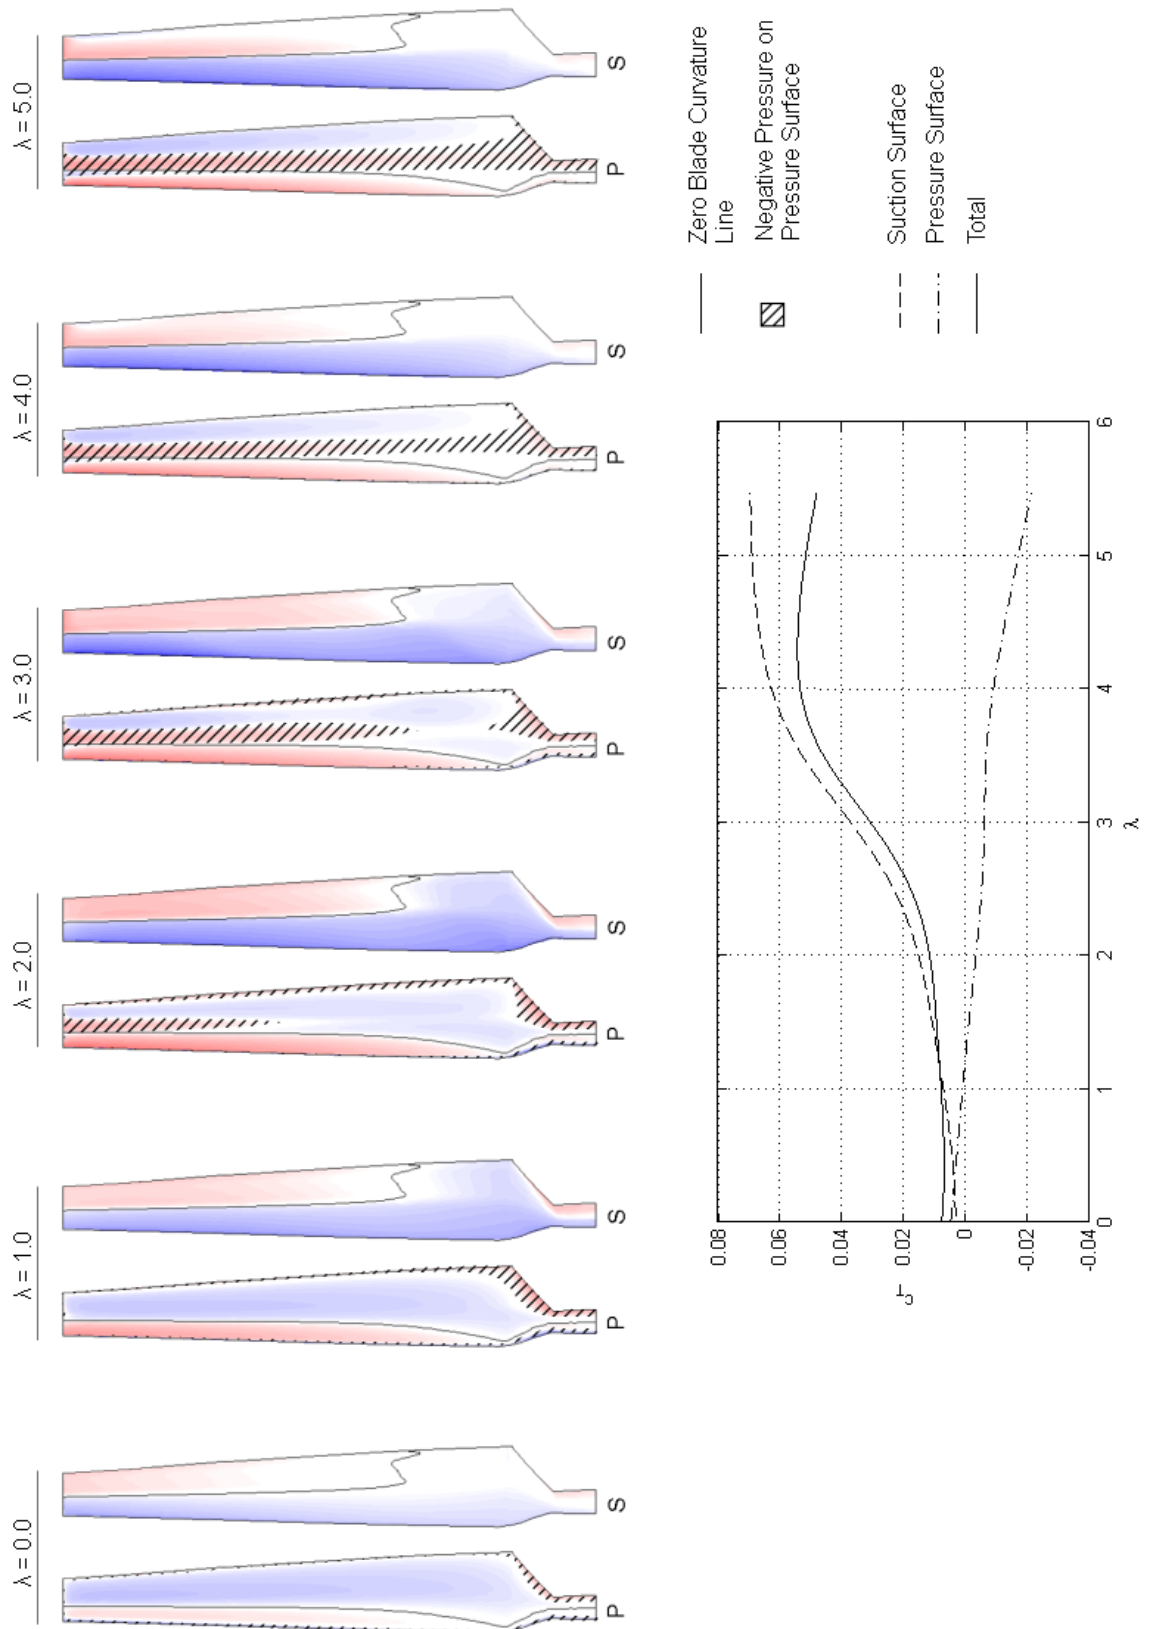 λ = 0.0
λ = 1.0
λ = 2.0
λ = 3.0
λ = 4.0
λ = 5.0
P
S
P
S
P
S
P
S
P
S
P
S
0.08
0.06
0.04
0.02
0
-0.02
-0.04
c_T
0
1
2
3
4
5
6
λ
Zero Blade Curvature
Line
Negative Pressure on
Pressure Surface
Suction Surface
Pressure Surface
Total